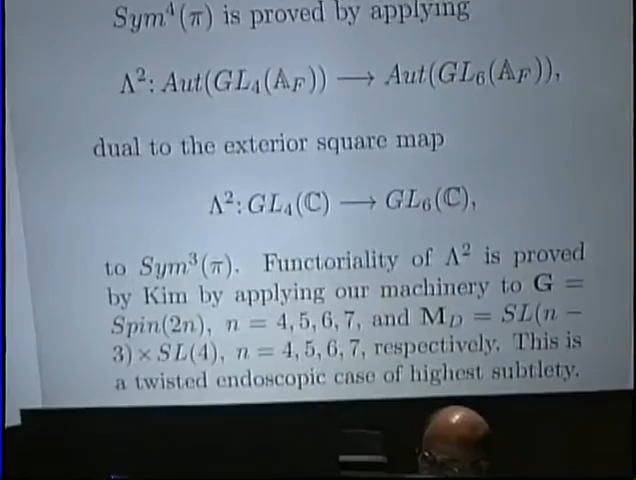 Sym⁴(π) is proved by applying
Λ²: Aut(GL₄(𝔸_F)) ⟶ Aut(GL₆(𝔸_F)),
dual to the exterior square map
Λ²: GL₄(ℂ) ⟶ GL₆(ℂ),
to Sym³(π). Functoriality of Λ² is proved
by Kim by applying our machinery to G =
Spin(2n), n = 4, 5, 6, 7, and M_D = SL(n −
3) × SL(4), n = 4, 5, 6, 7, respectively. This is
a twisted endoscopic case of highest subtlety.